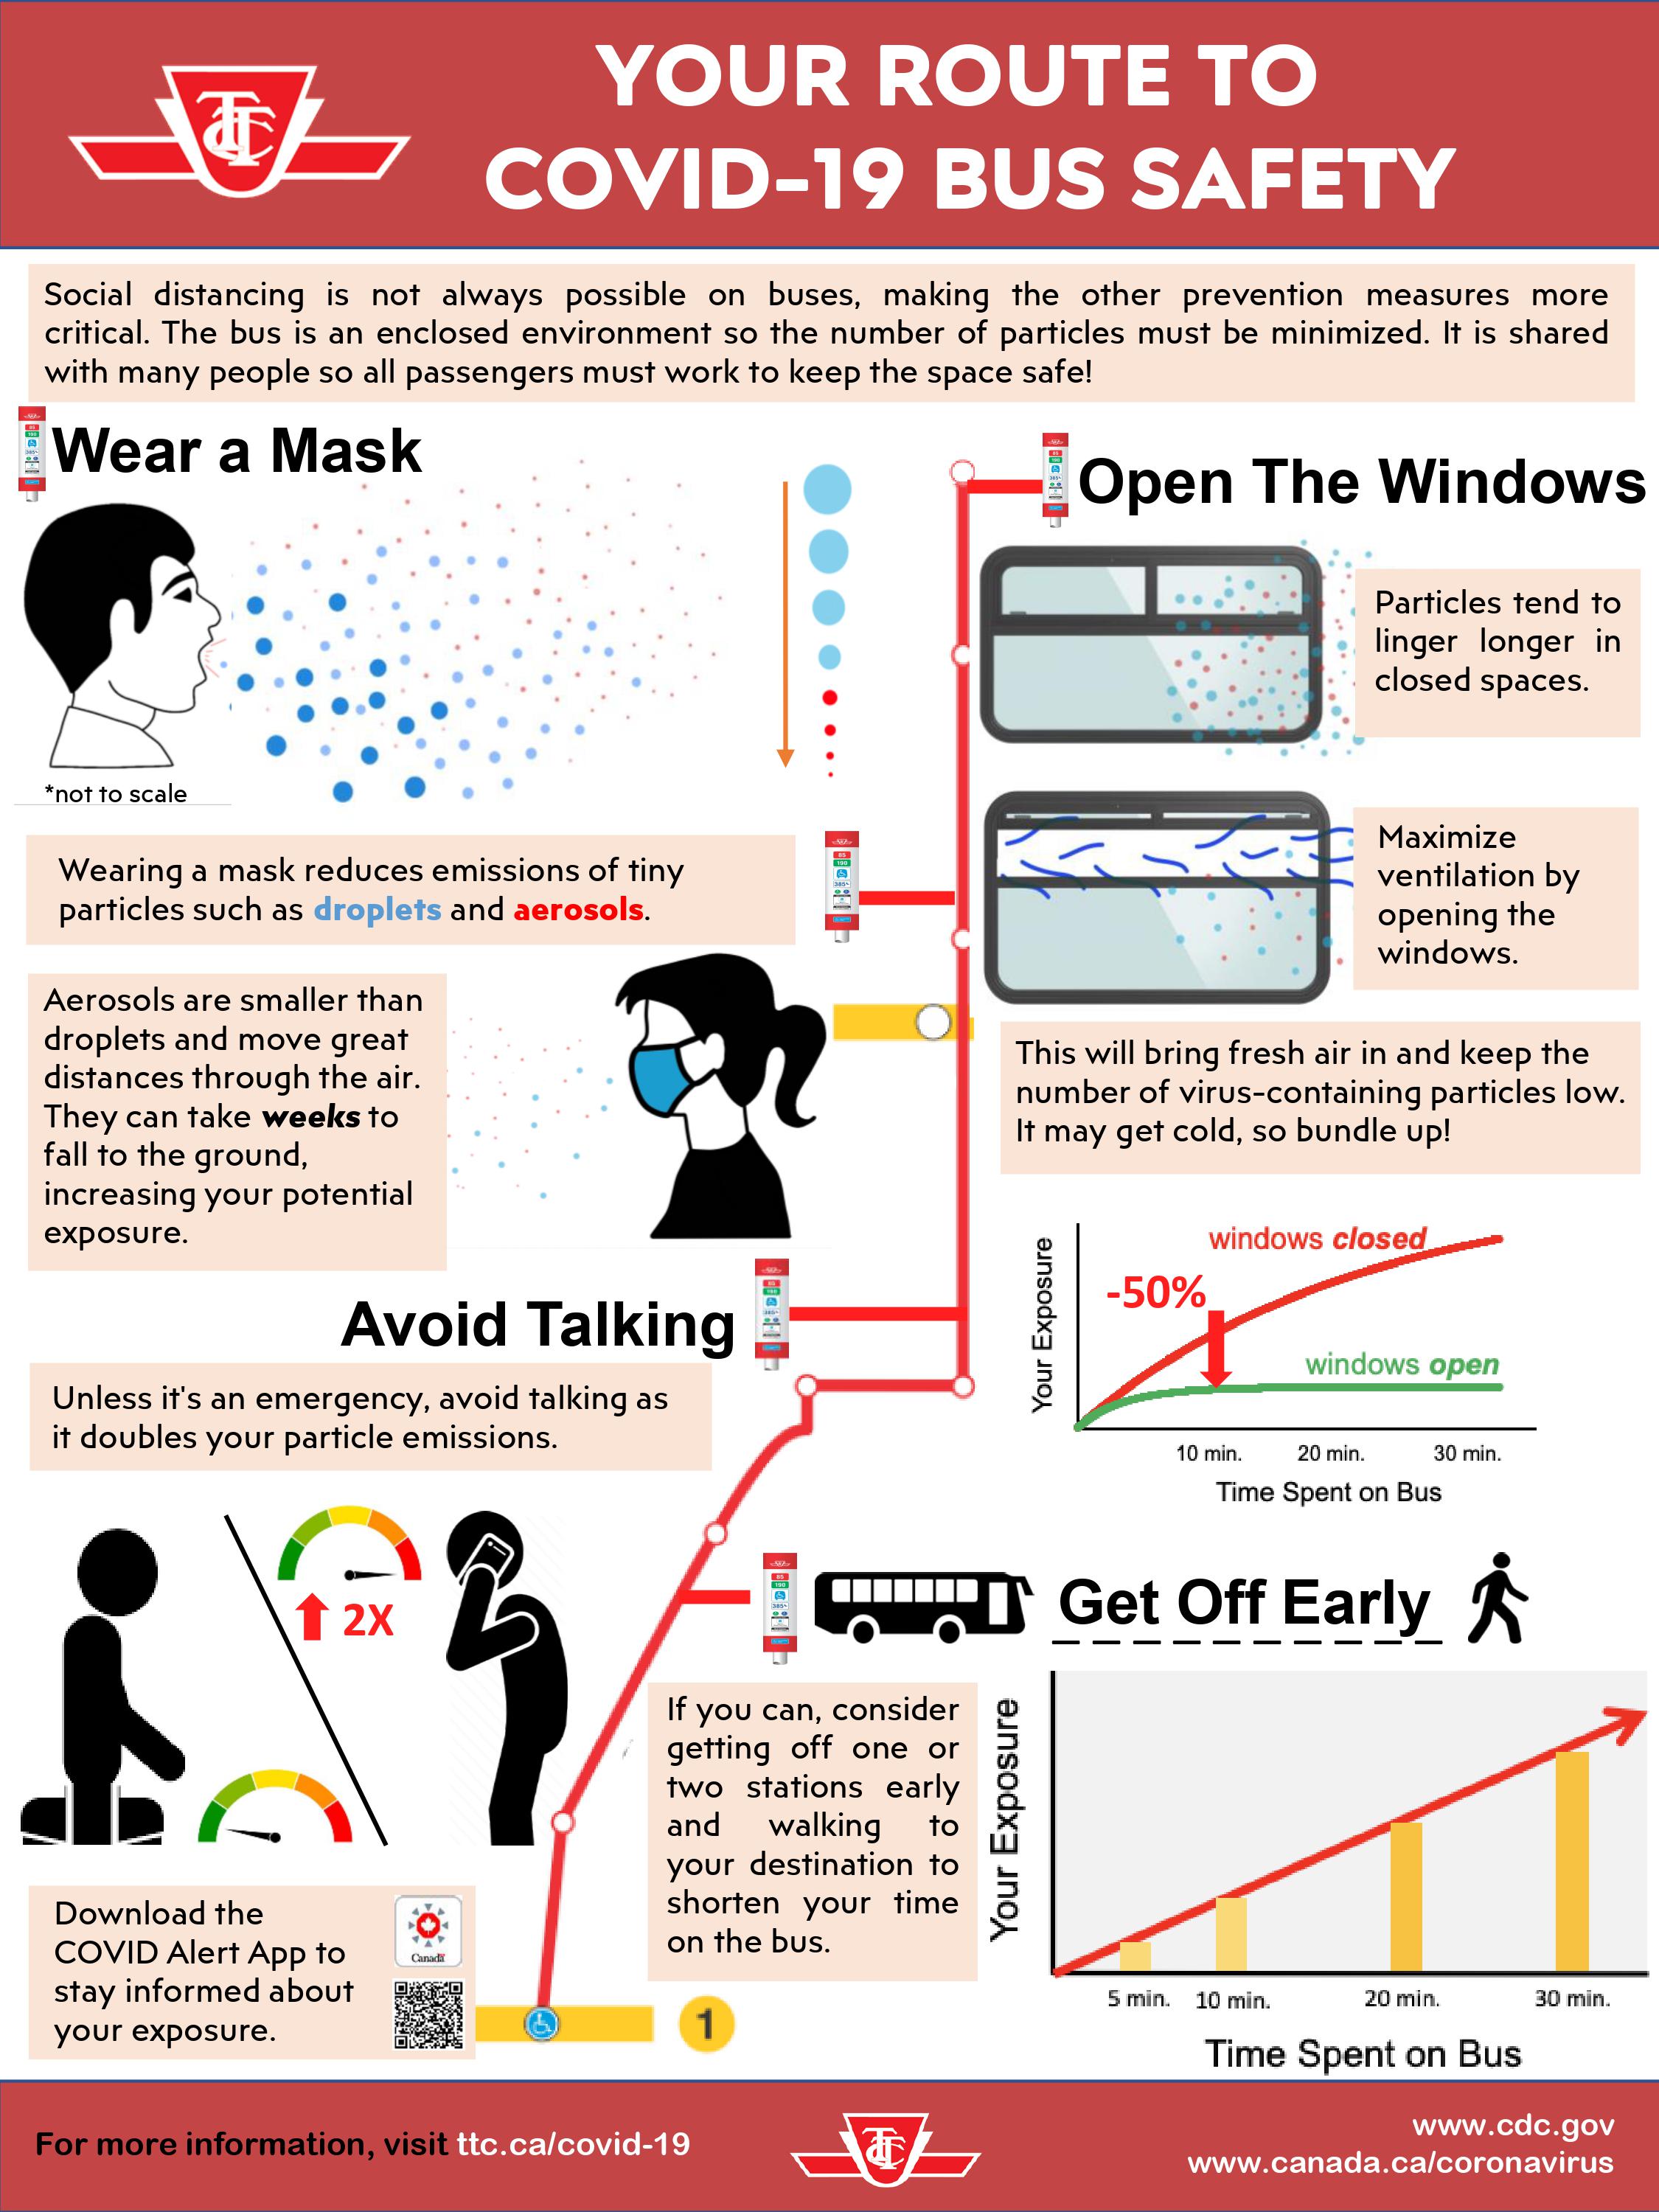 TTC
YOUR ROUTE TO
COVID-19 BUS SAFETY
Social distancing is not always possible on buses, making the other prevention measures more
critical. The bus is an enclosed environment so the number of particles must be minimized. It is shared
with many people so all passengers must work to keep the space safe!
Wear a Mask
*not to scale
Wearing a mask reduces emissions of tiny
particles such as droplets and aerosols.
Aerosols are smaller than
droplets and move great
distances through the air.
They can take weeks to
fall to the ground,
increasing your potential
exposure.
Open The Windows
Particles tend to
linger longer in
closed spaces.
Maximize
ventilation by
opening the
windows.
This will bring fresh air in and keep the
number of virus-containing particles low.
It may get cold, so bundle up!
Your Exposure
windows closed
-50%
windows open
10 min. 20 min. 30 min.
Time Spent on Bus
Avoid Talking
Unless it's an emergency, avoid talking as
it doubles your particle emissions.
2X
Get Off Early
If you can, consider
getting off one or
two stations early
and walking to
your destination to
shorten your time
on the bus.
Your Exposure
5 min. 10 min. 20 min. 30 min.
Time Spent on Bus
Download the
COVID Alert App to
stay informed about
your exposure.
Canada
1
For more information, visit ttc.ca/covid-19
TTC
www.cdc.gov
www.canada.ca/coronavirus